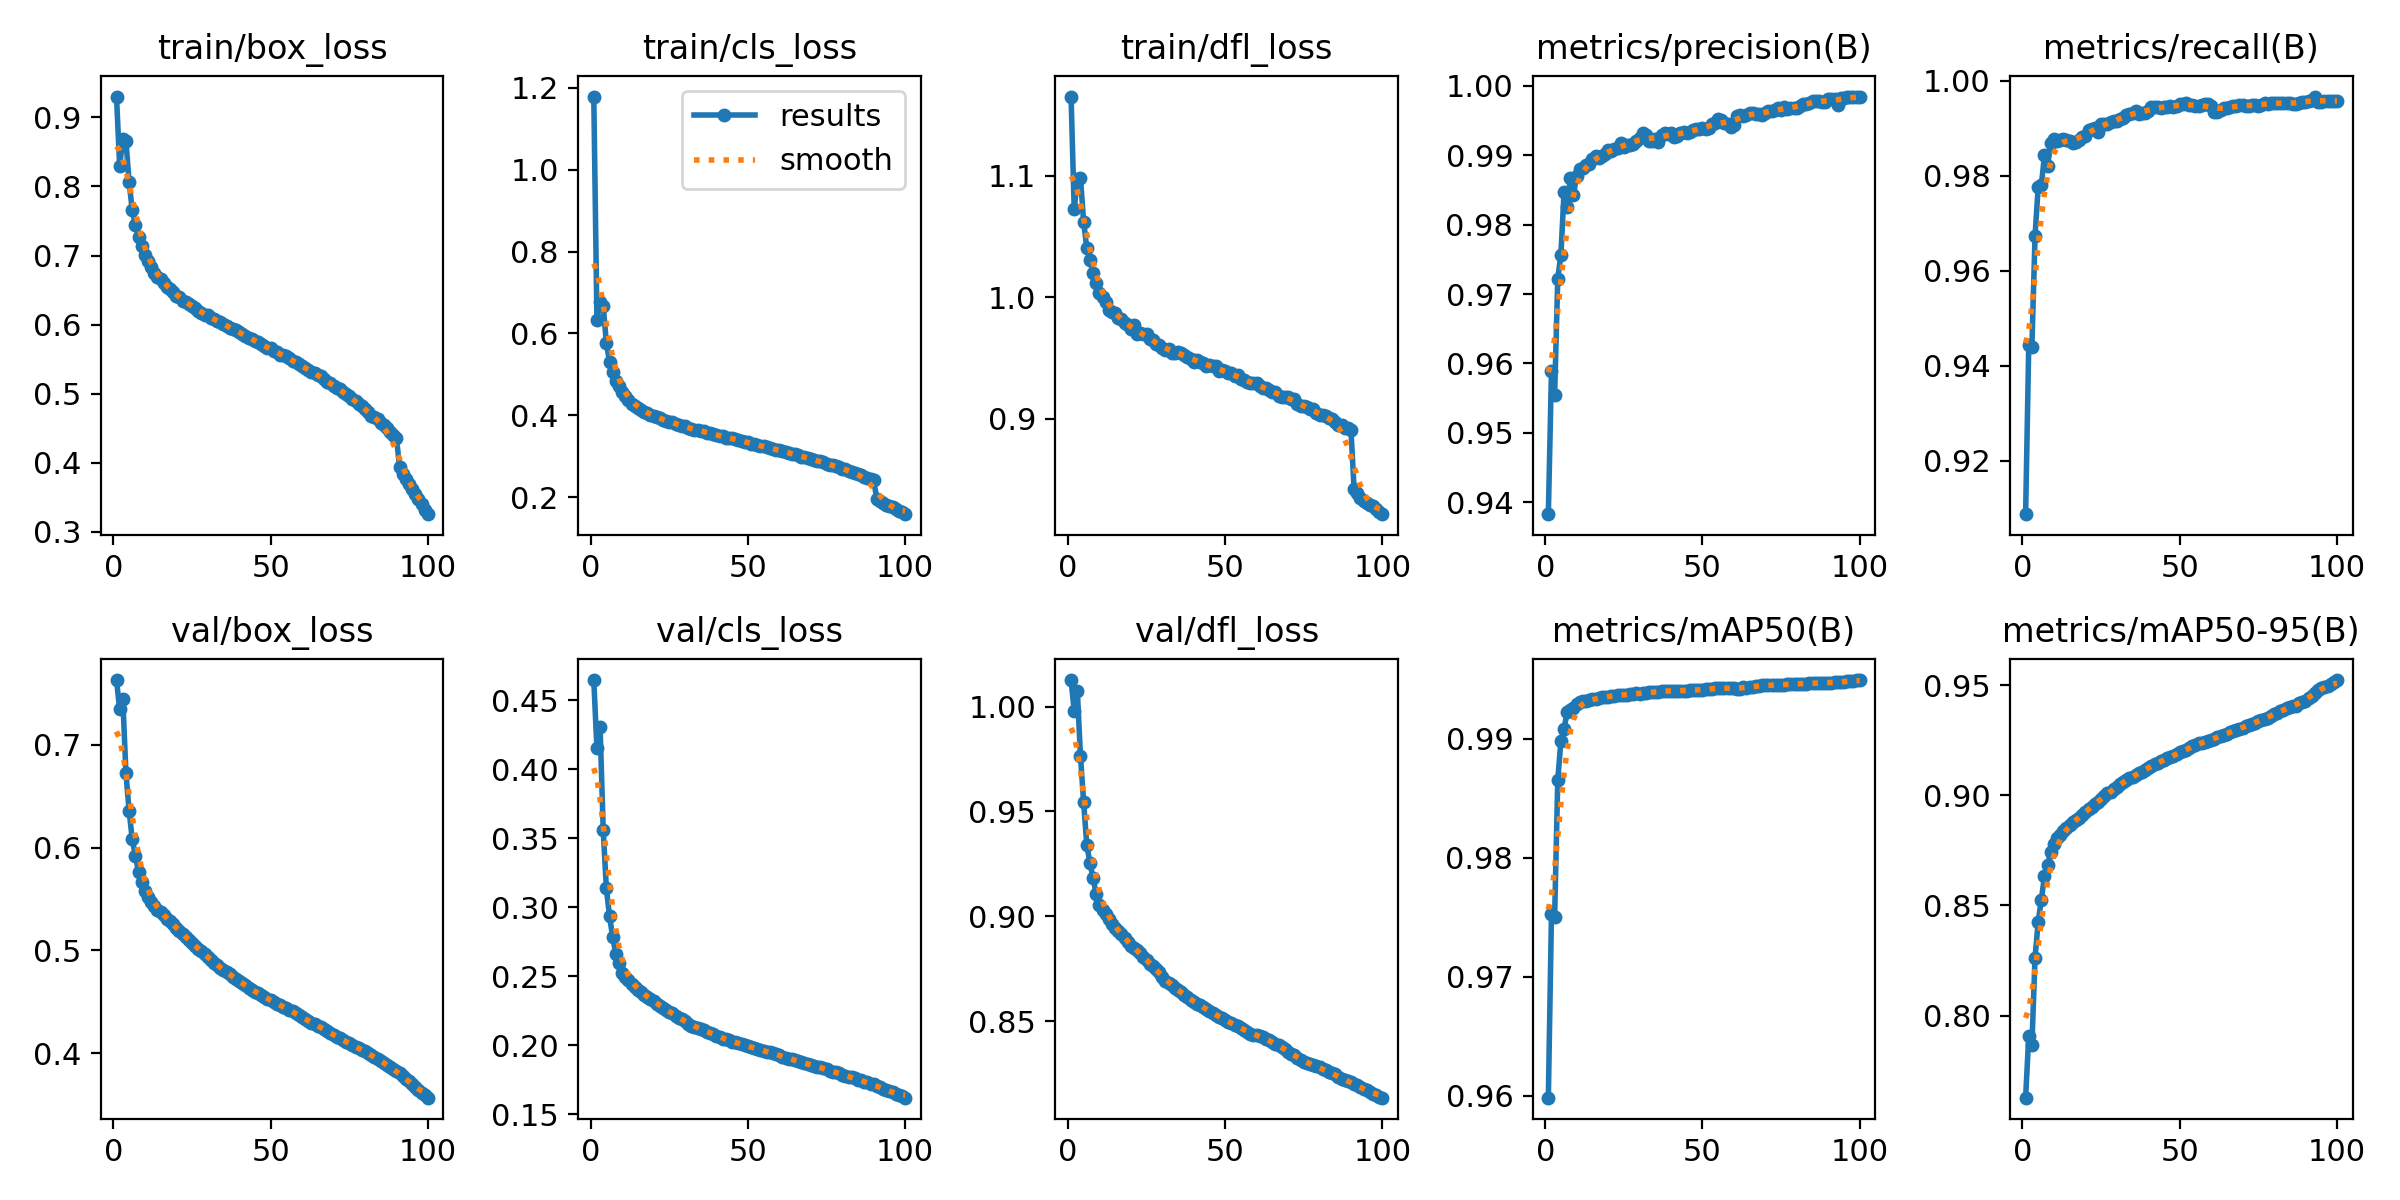 train/box_loss
0.9
0.8
0.7
0.6
0.5
0.4
0.3
0 50 100
train/cls_loss
results
smooth
1.2
1.0
0.8
0.6
0.4
0.2
0 50 100
train/dfl_loss
1.1
1.0
0.9
0 50 100
metrics/precision(B)
1.00
0.99
0.98
0.97
0.96
0.95
0.94
0 50 100
metrics/recall(B)
1.00
0.98
0.96
0.94
0.92
0 50 100
val/box_loss
0.7
0.6
0.5
0.4
0 50 100
val/cls_loss
0.45
0.40
0.35
0.30
0.25
0.20
0.15
0 50 100
val/dfl_loss
1.00
0.95
0.90
0.85
0 50 100
metrics/mAP50(B)
0.99
0.98
0.97
0.96
0 50 100
metrics/mAP50-95(B)
0.95
0.90
0.85
0.80
0 50 100